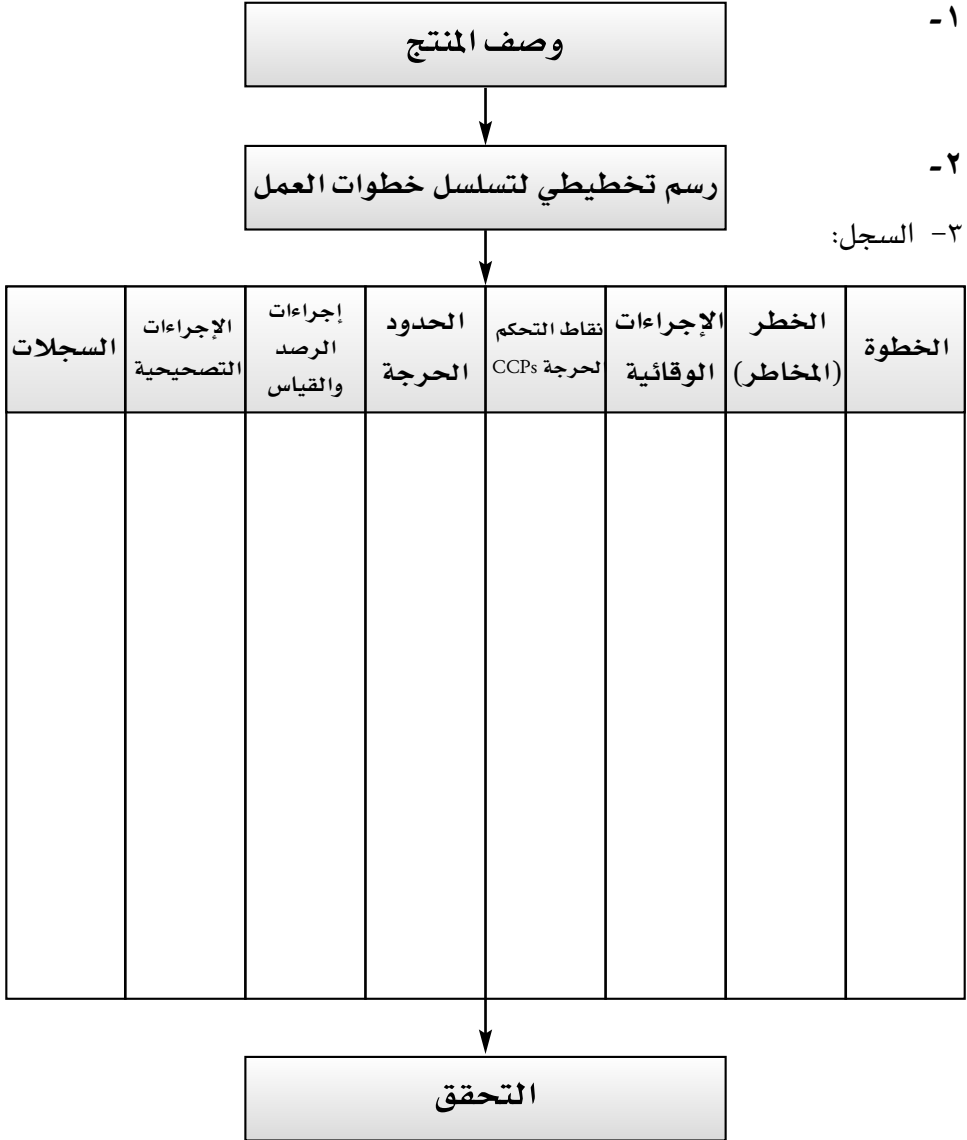 ١-
وصف المنتج
٢-
رسم تخطيطي لتسلسل خطوات العمل
٣- السجل:
الخطوة
الخطر
(المخاطر)
الإجراءات
الوقائية
نقاط التحكم
الحرجة CCPs
الحدود
الحرجة
إجراءات
الرصد
والقياس
الإجراءات
التصحيحية
السجلات
التحقق